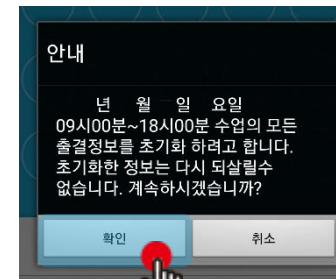 안내
년 월 일 요일
09시00분~18시00분 수업의 모든
출결정보를 초기화 하려고 합니다.
초기화한 정보는 다시 되살릴수
없습니다. 계속하시겠습니까?
확인 취소